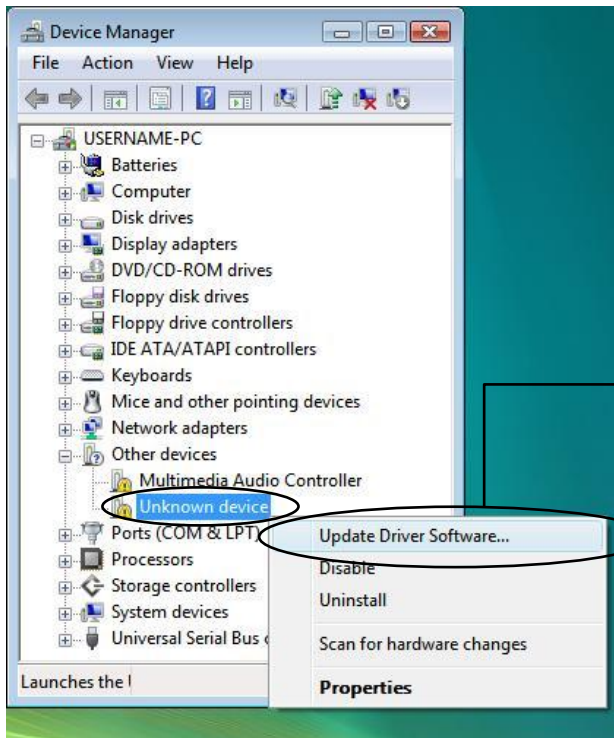 Device Manager
File Action View Help
USERNAME-PC
Batteries
Computer
Disk drives
Display adapters
DVD/CD-ROM drives
Floppy disk drives
Floppy drive controllers
IDE ATA/ATAPI controllers
Keyboards
Mice and other pointing devices
Network adapters
Other devices
Multimedia Audio Controller
Unknown device
Ports (COM & LPT)
Processors
Storage controllers
System devices
Universal Serial Bus
Update Driver Software...
Disable
Uninstall
Scan for hardware changes
Properties
Launches the